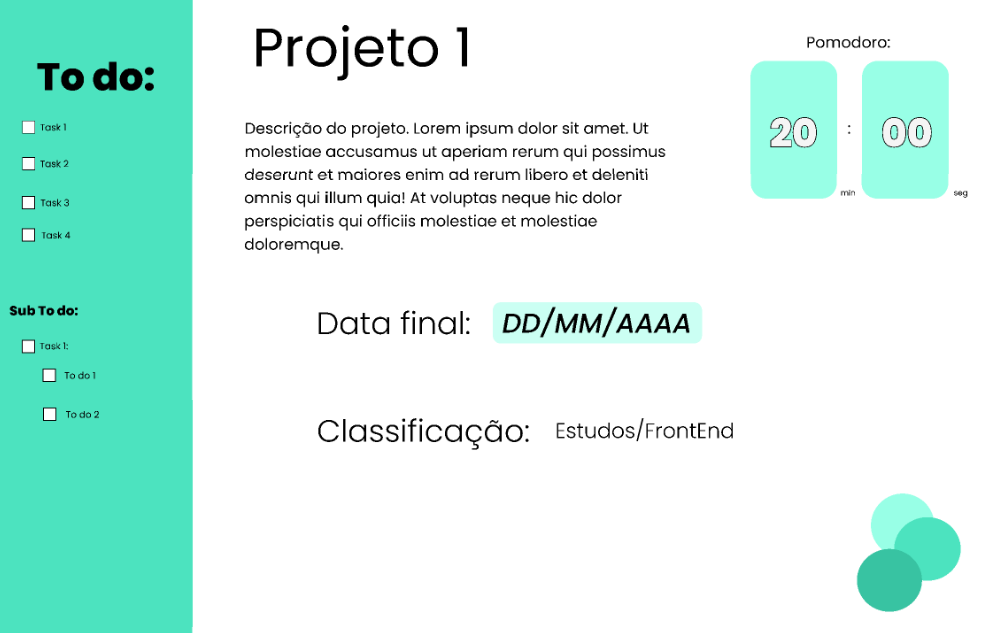 To do:
Task 1
Task 2
Task 3
Task 4
Sub To do:
Task 1:
To do 1
To do 2
Projeto 1
Descrição do projeto. Lorem ipsum dolor sit amet. Ut
molestiae accusamus ut aperiam rerum qui possimus
deserunt et maiores enim ad rerum libero et deleniti
omnis qui illum quia! At voluptas neque hic dolor
perspiciatis qui officiis molestiae et molestiae
doloremque.
Data final: DD/MM/AAAA
Classificação: Estudos/FrontEnd
Pomodoro:
20 : 00
min seg